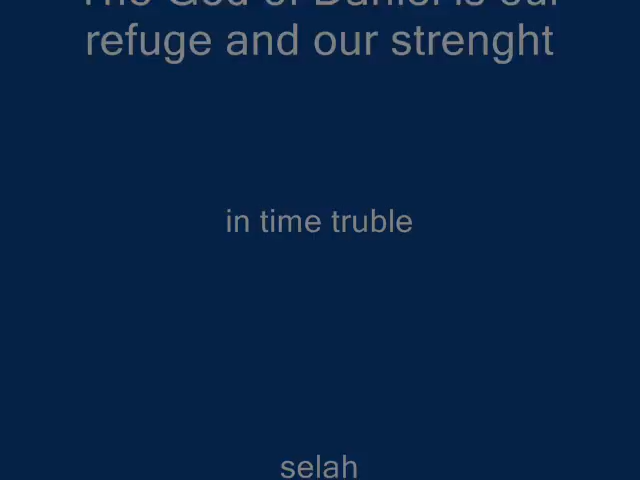 The God of Daniel is our
refuge and our strenght
in time truble
selah